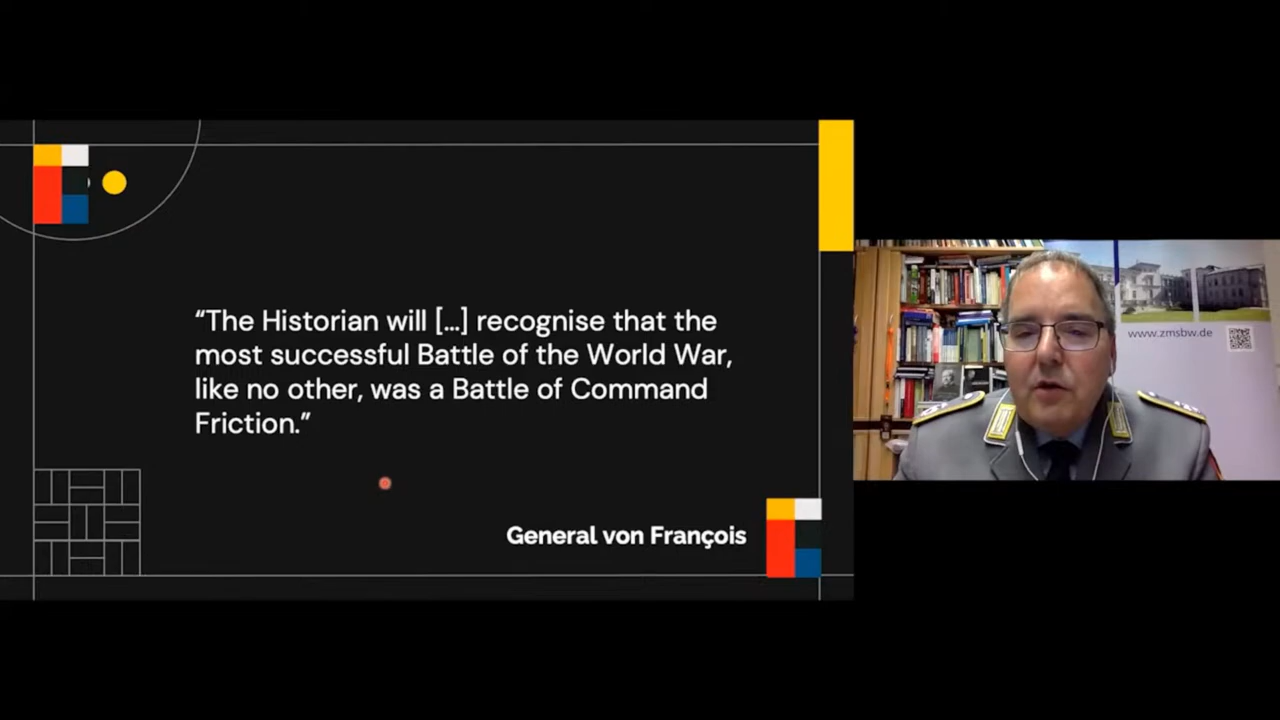 “The Historian will [...] recognise that the
most successful Battle of the World War,
like no other, was a Battle of Command
Friction.”
General von François
www.zmsbw.de